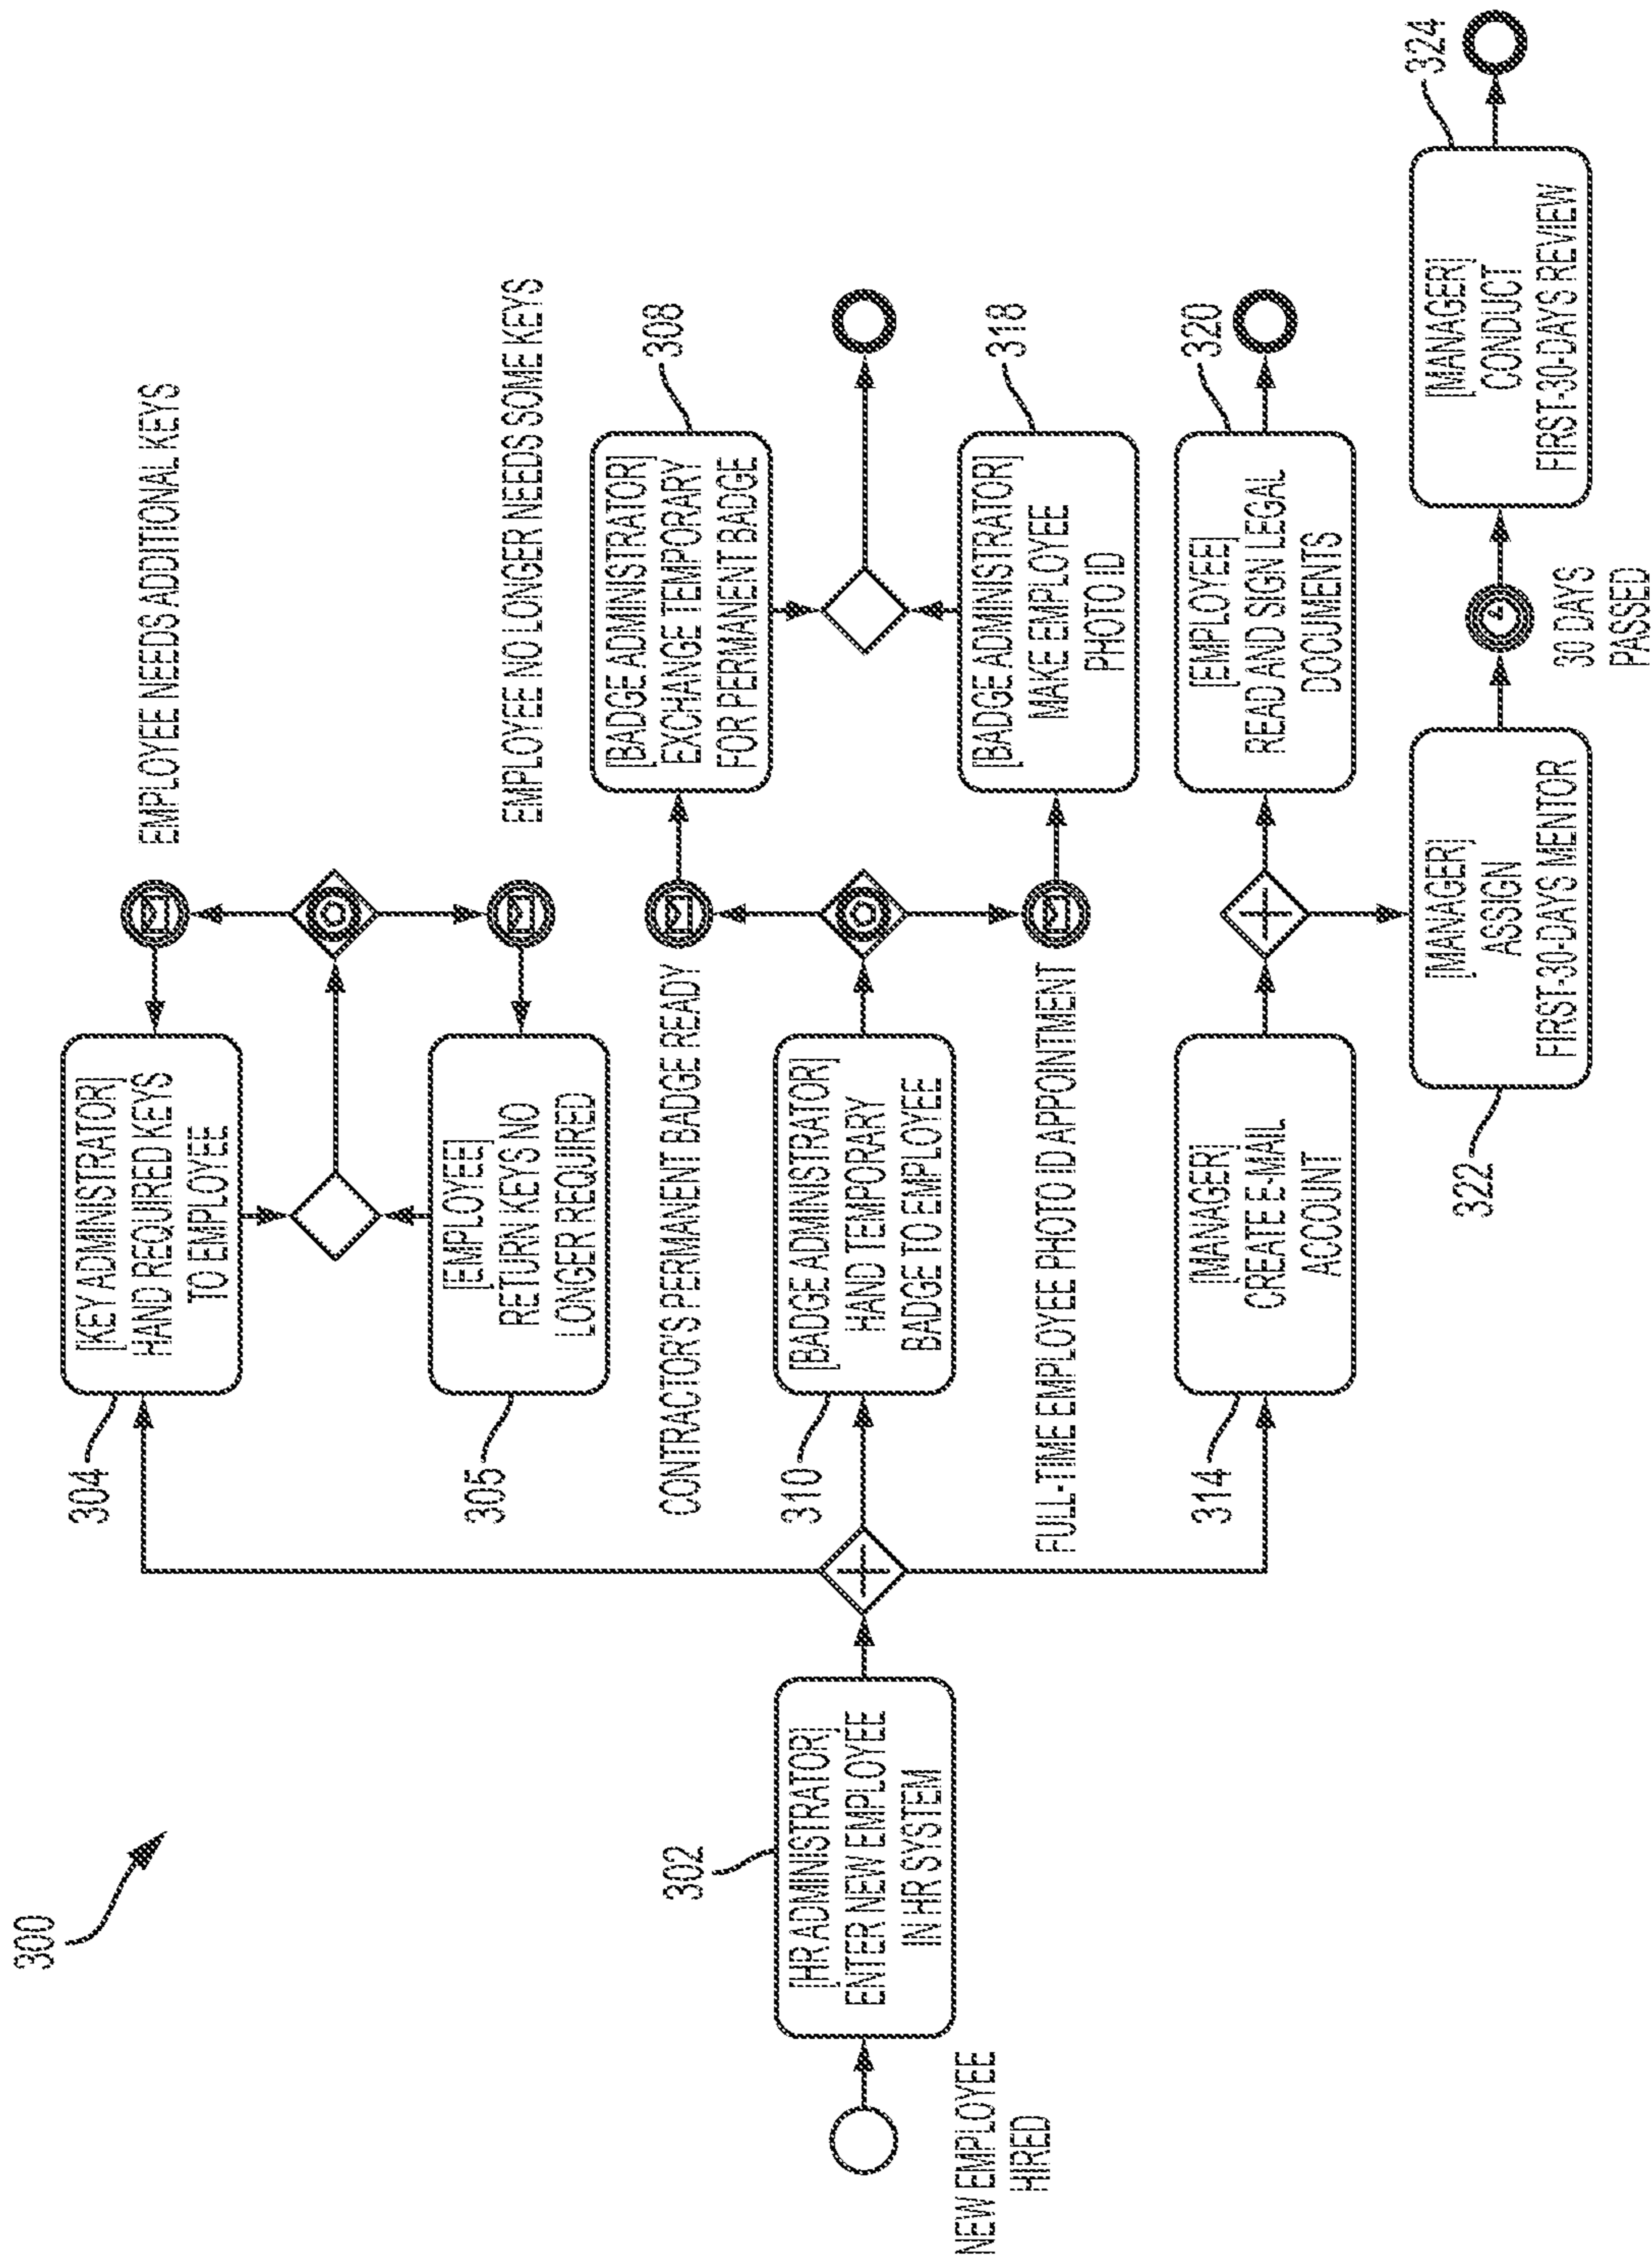 300
NEW EMPLOYEE
HIRED
302
[HR ADMINISTRATOR]
ENTER NEW EMPLOYEE
IN HR SYSTEM
304
[KEY ADMINISTRATOR]
HAND REQUIRED KEYS
TO EMPLOYEE
EMPLOYEE NEEDS ADDITIONAL KEYS
305
[EMPLOYEE]
RETURN KEYS NO
LONGER REQUIRED
EMPLOYEE NO LONGER NEEDS SOME KEYS
CONTRACTOR'S PERMANENT BADGE READY
308
[BADGE ADMINISTRATOR]
EXCHANGE TEMPORARY
FOR PERMANENT BADGE
310
[BADGE ADMINISTRATOR]
HAND TEMPORARY
BADGE TO EMPLOYEE
FULL-TIME EMPLOYEE PHOTO ID APPOINTMENT
318
[BADGE ADMINISTRATOR]
MAKE EMPLOYEE
PHOTO ID
314
[MANAGER]
CREATE E-MAIL
ACCOUNT
320
[EMPLOYEE]
READ AND SIGN LEGAL
DOCUMENTS
322
[MANAGER]
ASSIGN
FIRST-30-DAYS MENTOR
30 DAYS
PASSED
324
[MANAGER]
CONDUCT
FIRST-30-DAYS REVIEW